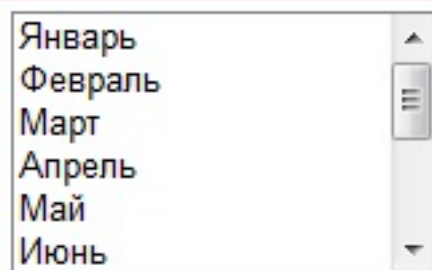 Январь
Февраль
Март
Апрель
Май
Июнь